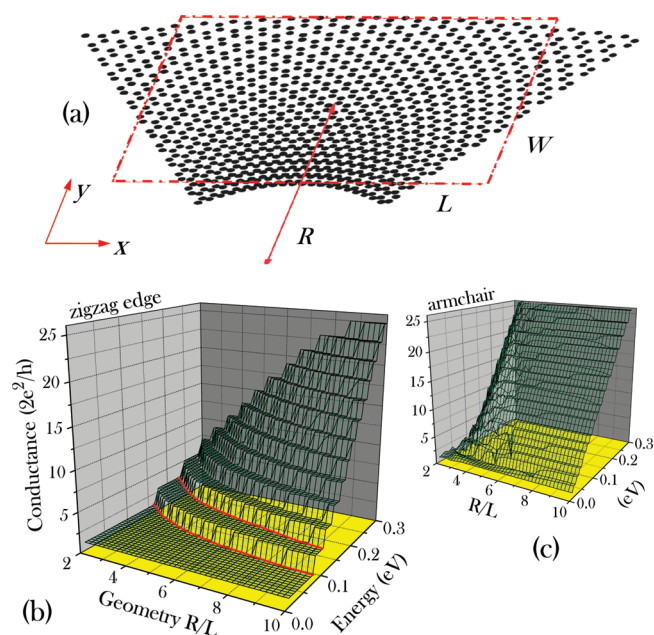 (a)
W
L
R
y
x
zigzag edge
Conductance (2e²/h)
25
20
15
10
5
2
4
6
8
10
Geometry R/L
0.0
0.1
0.2
0.3
Energy (eV)
(b)
armchair
25
20
15
10
5
2
4
6
8
10
R/L
0.0
0.1
0.2
0.3
(eV)
(c)